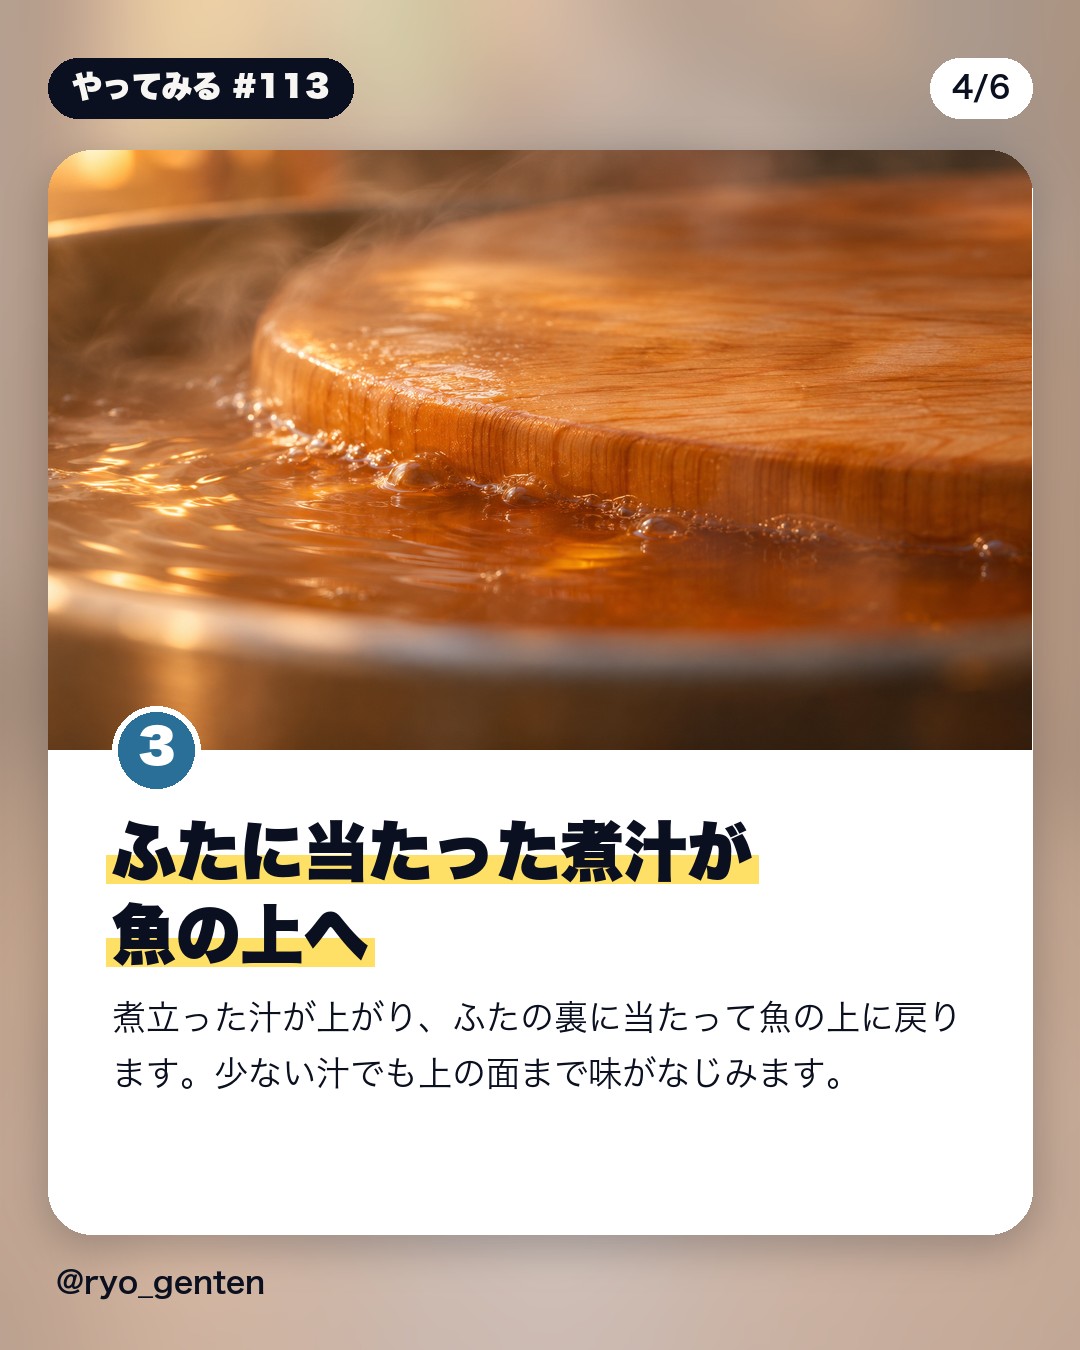 やってみる #113
4/6
3
ふたに当たった煮汁が
魚の上へ
煮立った汁が上がり、ふたの裏に当たって魚の上に戻り
ます。少ない汁でも上の面まで味がなじみます。
@ryo_genten